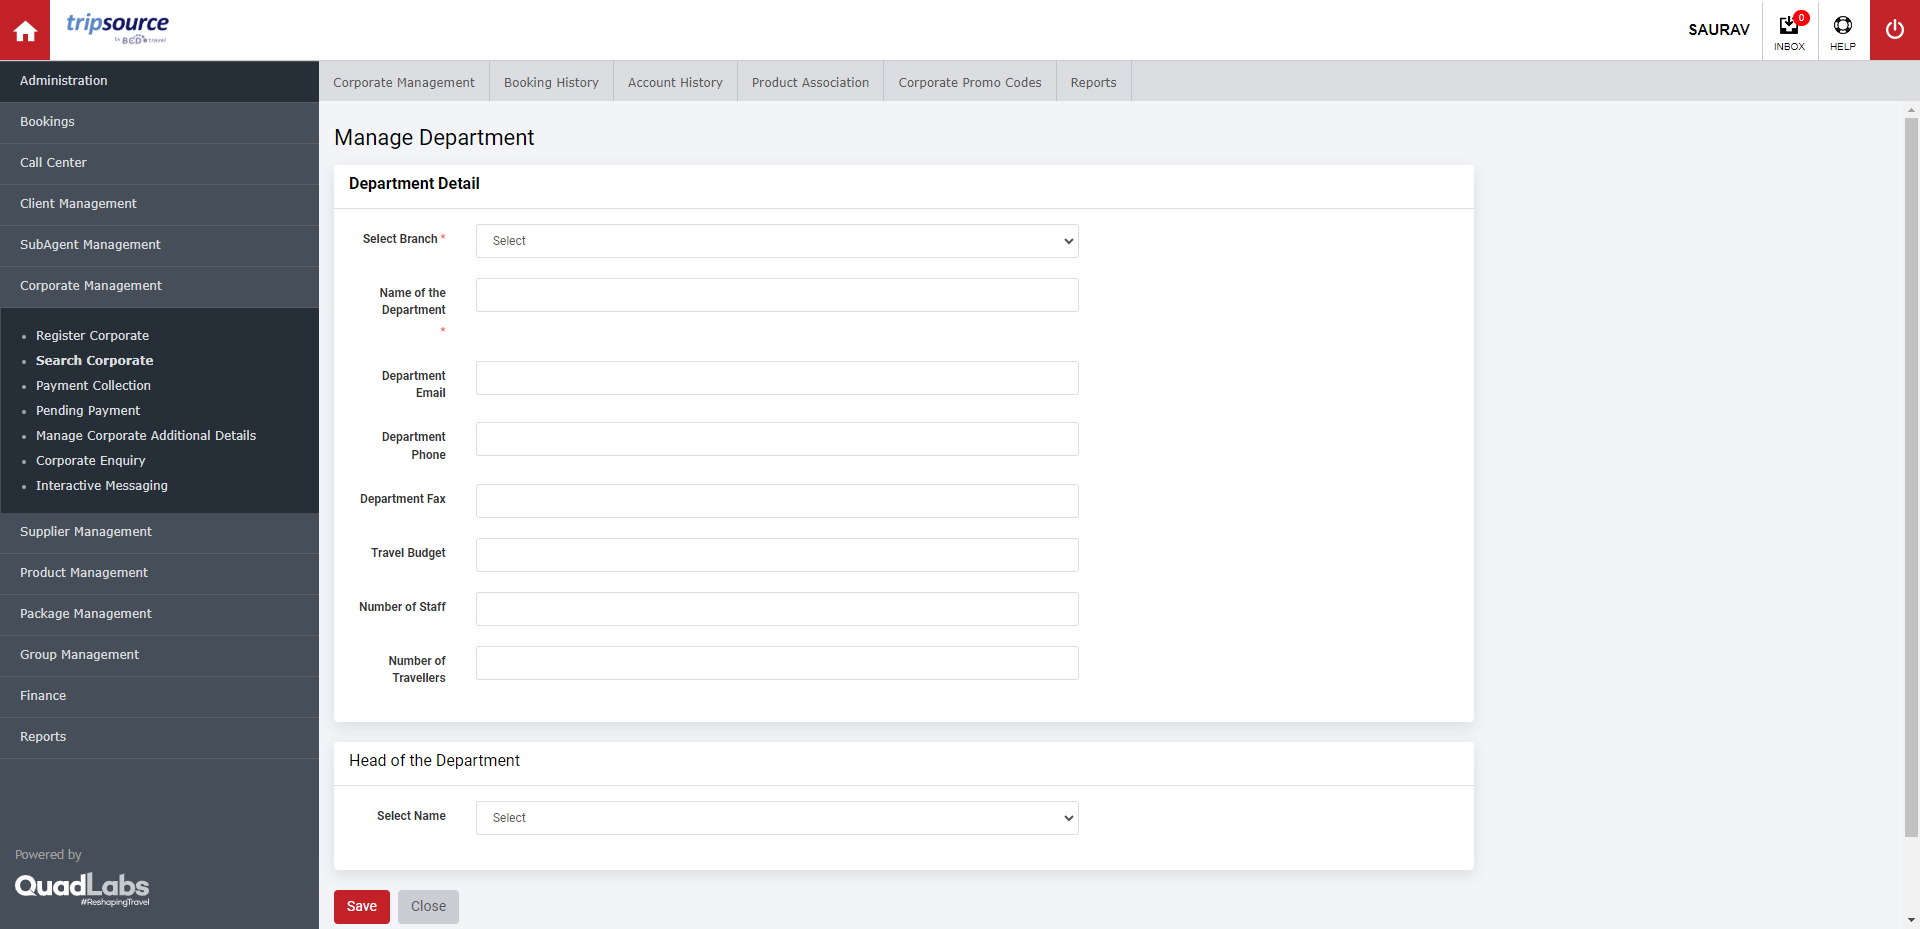 tripsource
by BCD travel
SAURAV
0
INBOX
HELP
Administration
Bookings
Call Center
Client Management
SubAgent Management
Corporate Management
Register Corporate
Search Corporate
Payment Collection
Pending Payment
Manage Corporate Additional Details
Corporate Enquiry
Interactive Messaging
Supplier Management
Product Management
Package Management
Group Management
Finance
Reports
Powered by
QuadLabs
#ReshapingTravel
Corporate Management
Booking History
Account History
Product Association
Corporate Promo Codes
Reports
Manage Department
Department Detail
Select Branch *
Select
Name of the
Department
*
Department
Email
Department
Phone
Department Fax
Travel Budget
Number of Staff
Number of
Travellers
Head of the Department
Select Name
Select
Save
Close